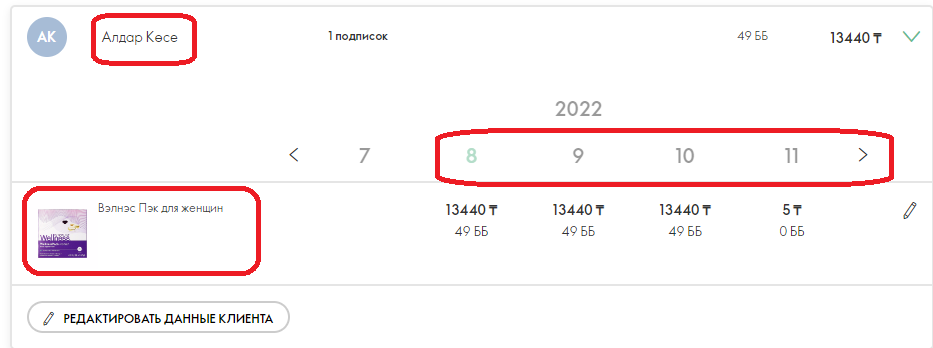 АК
Алдар Көсе
1 подписок
49 ББ
13440 ₸
2022
< 7 8 9 10 11 >
Вэлнэс Пэк для женщин
13440 ₸ 13440 ₸ 13440 ₸ 5 ₸
49 ББ 49 ББ 49 ББ 0 ББ
Wellness
РЕДАКТИРОВАТЬ ДАННЫЕ КЛИЕНТА